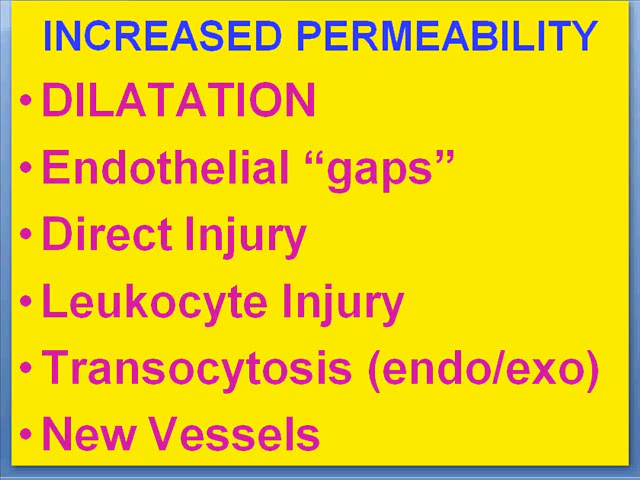 INCREASED PERMEABILITY
• DILATATION
• Endothelial “gaps”
• Direct Injury
• Leukocyte Injury
• Transocytosis (endo/exo)
• New Vessels